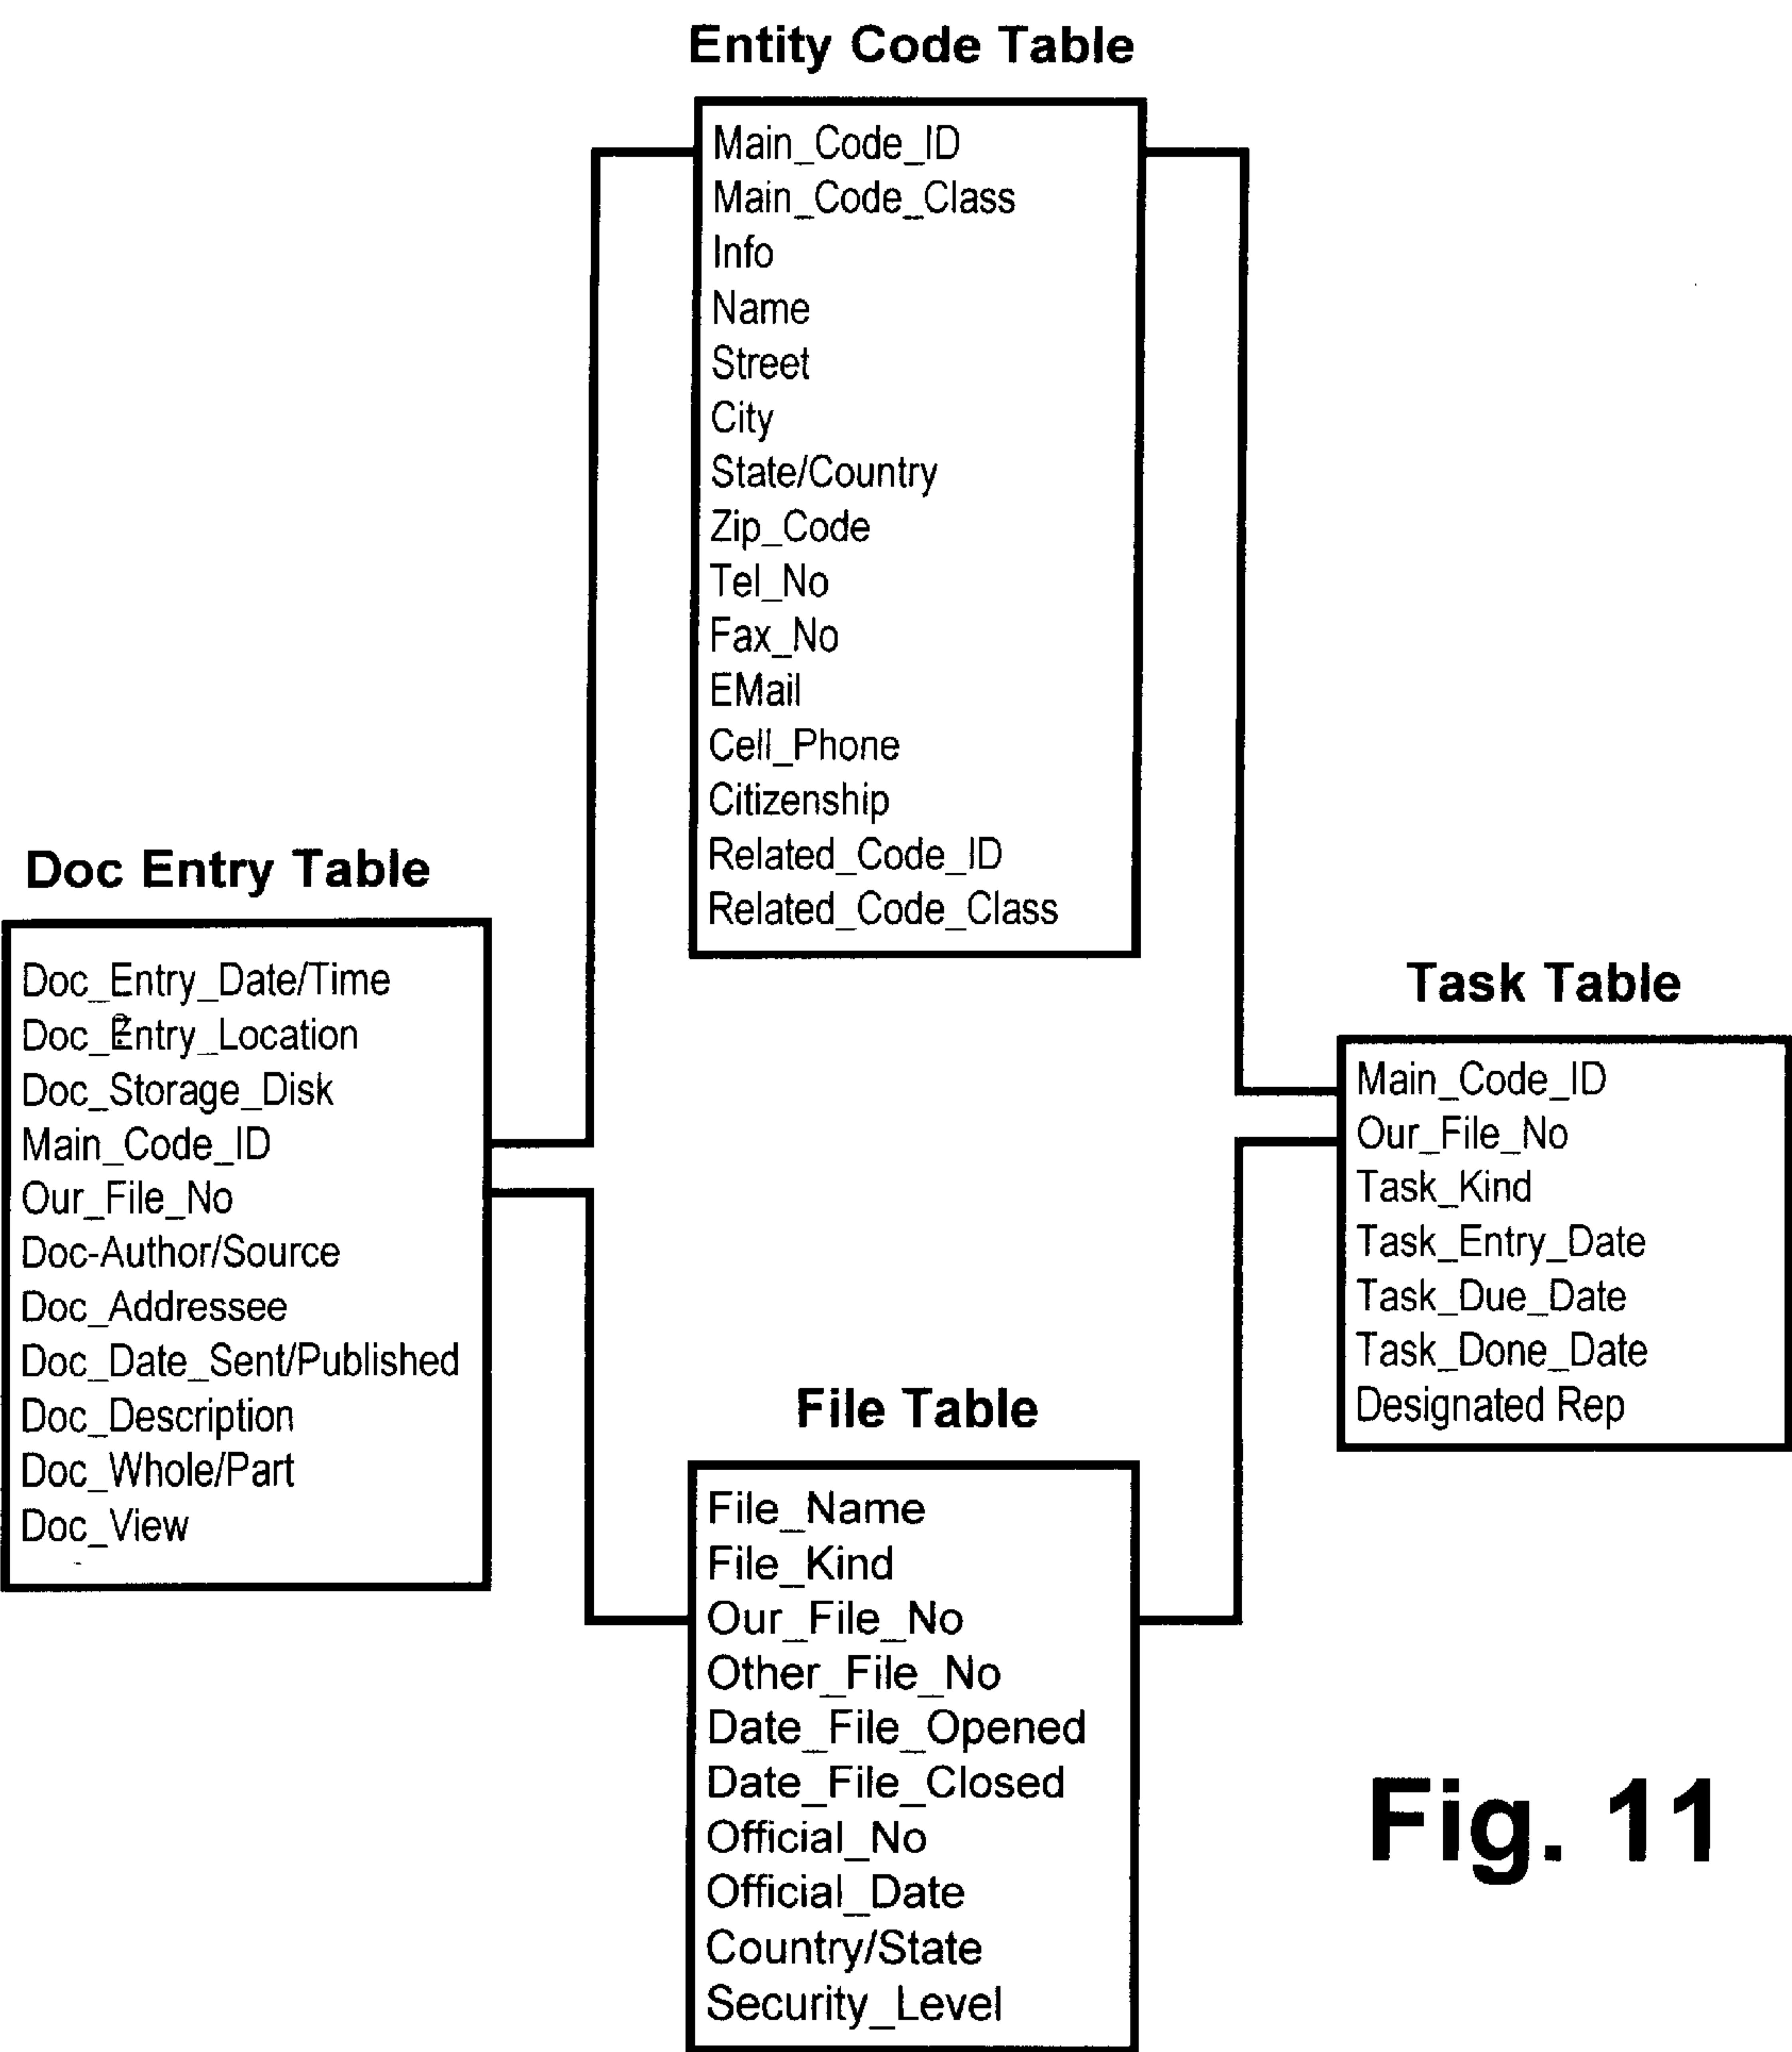 Entity Code Table
Main_Code_ID
Main_Code_Class
Info
Name
Street
City
State/Country
Zip_Code
Tel_No
Fax_No
EMail
Cell_Phone
Citizenship
Related_Code_ID
Related_Code_Class
Doc Entry Table
Doc_Entry_Date/Time
Doc_Entry_Location
Doc_Storage_Disk
Main_Code_ID
Our_File_No
Doc-Author/Source
Doc_Addressee
Doc_Date_Sent/Published
Doc_Description
Doc_Whole/Part
Doc_View
Task Table
Main_Code_ID
Our_File_No
Task_Kind
Task_Entry_Date
Task_Due_Date
Task_Done_Date
Designated Rep
File Table
File_Name
File_Kind
Our_File_No
Other_File_No
Date_File_Opened
Date_File_Closed
Official_No
Official_Date
Country/State
Security_Level
Fig. 11